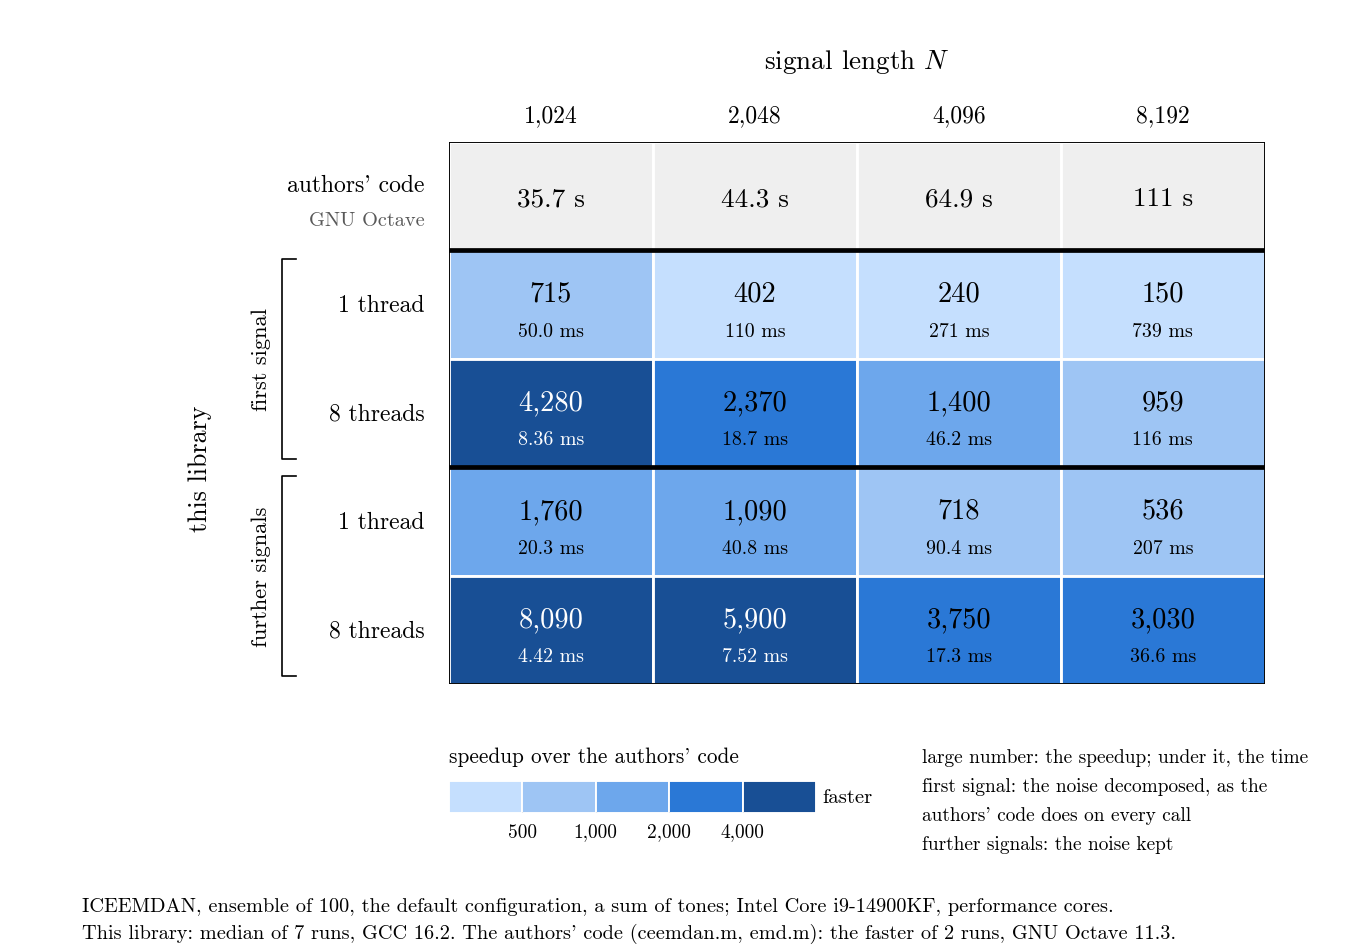 signal length N
1,024 2,048 4,096 8,192
authors' code 35.7 s 44.3 s 64.9 s 111 s
GNU Octave
this library
first signal
1 thread 715 402 240 150
50.0 ms 110 ms 271 ms 739 ms
8 threads 4,280 2,370 1,400 959
8.36 ms 18.7 ms 46.2 ms 116 ms
further signals
1 thread 1,760 1,090 718 536
20.3 ms 40.8 ms 90.4 ms 207 ms
8 threads 8,090 5,900 3,750 3,030
4.42 ms 7.52 ms 17.3 ms 36.6 ms
speedup over the authors' code
faster
500 1,000 2,000 4,000
large number: the speedup; under it, the time
first signal: the noise decomposed, as the
authors' code does on every call
further signals: the noise kept
ICEEMDAN, ensemble of 100, the default configuration, a sum of tones; Intel Core i9-14900KF, performance cores.
This library: median of 7 runs, GCC 16.2. The authors' code (ceemdan.m, emd.m): the faster of 2 runs, GNU Octave 11.3.